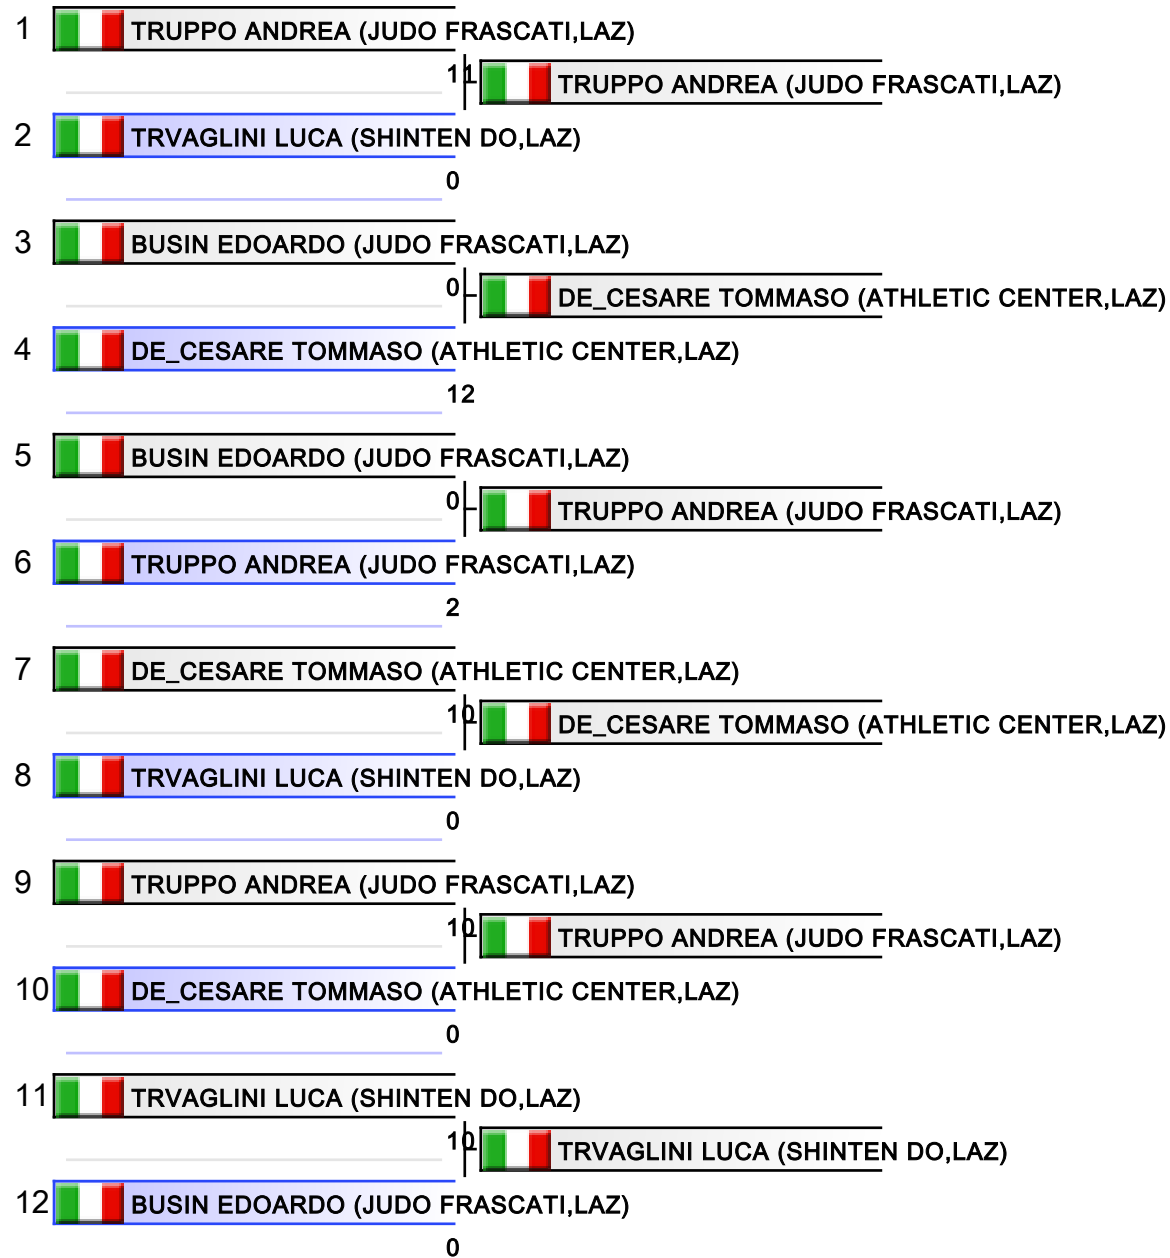 1 TRUPPO ANDREA (JUDO FRASCATI,LAZ)
11 TRUPPO ANDREA (JUDO FRASCATI,LAZ)
2 TRVAGLINI LUCA (SHINTEN DO,LAZ)
0
3 BUSIN EDOARDO (JUDO FRASCATI,LAZ)
0 DE_CESARE TOMMASO (ATHLETIC CENTER,LAZ)
4 DE_CESARE TOMMASO (ATHLETIC CENTER,LAZ)
12
5 BUSIN EDOARDO (JUDO FRASCATI,LAZ)
0 TRUPPO ANDREA (JUDO FRASCATI,LAZ)
6 TRUPPO ANDREA (JUDO FRASCATI,LAZ)
2
7 DE_CESARE TOMMASO (ATHLETIC CENTER,LAZ)
10 DE_CESARE TOMMASO (ATHLETIC CENTER,LAZ)
8 TRVAGLINI LUCA (SHINTEN DO,LAZ)
0
9 TRUPPO ANDREA (JUDO FRASCATI,LAZ)
10 TRUPPO ANDREA (JUDO FRASCATI,LAZ)
10 DE_CESARE TOMMASO (ATHLETIC CENTER,LAZ)
0
11 TRVAGLINI LUCA (SHINTEN DO,LAZ)
10 TRVAGLINI LUCA (SHINTEN DO,LAZ)
12 BUSIN EDOARDO (JUDO FRASCATI,LAZ)
0